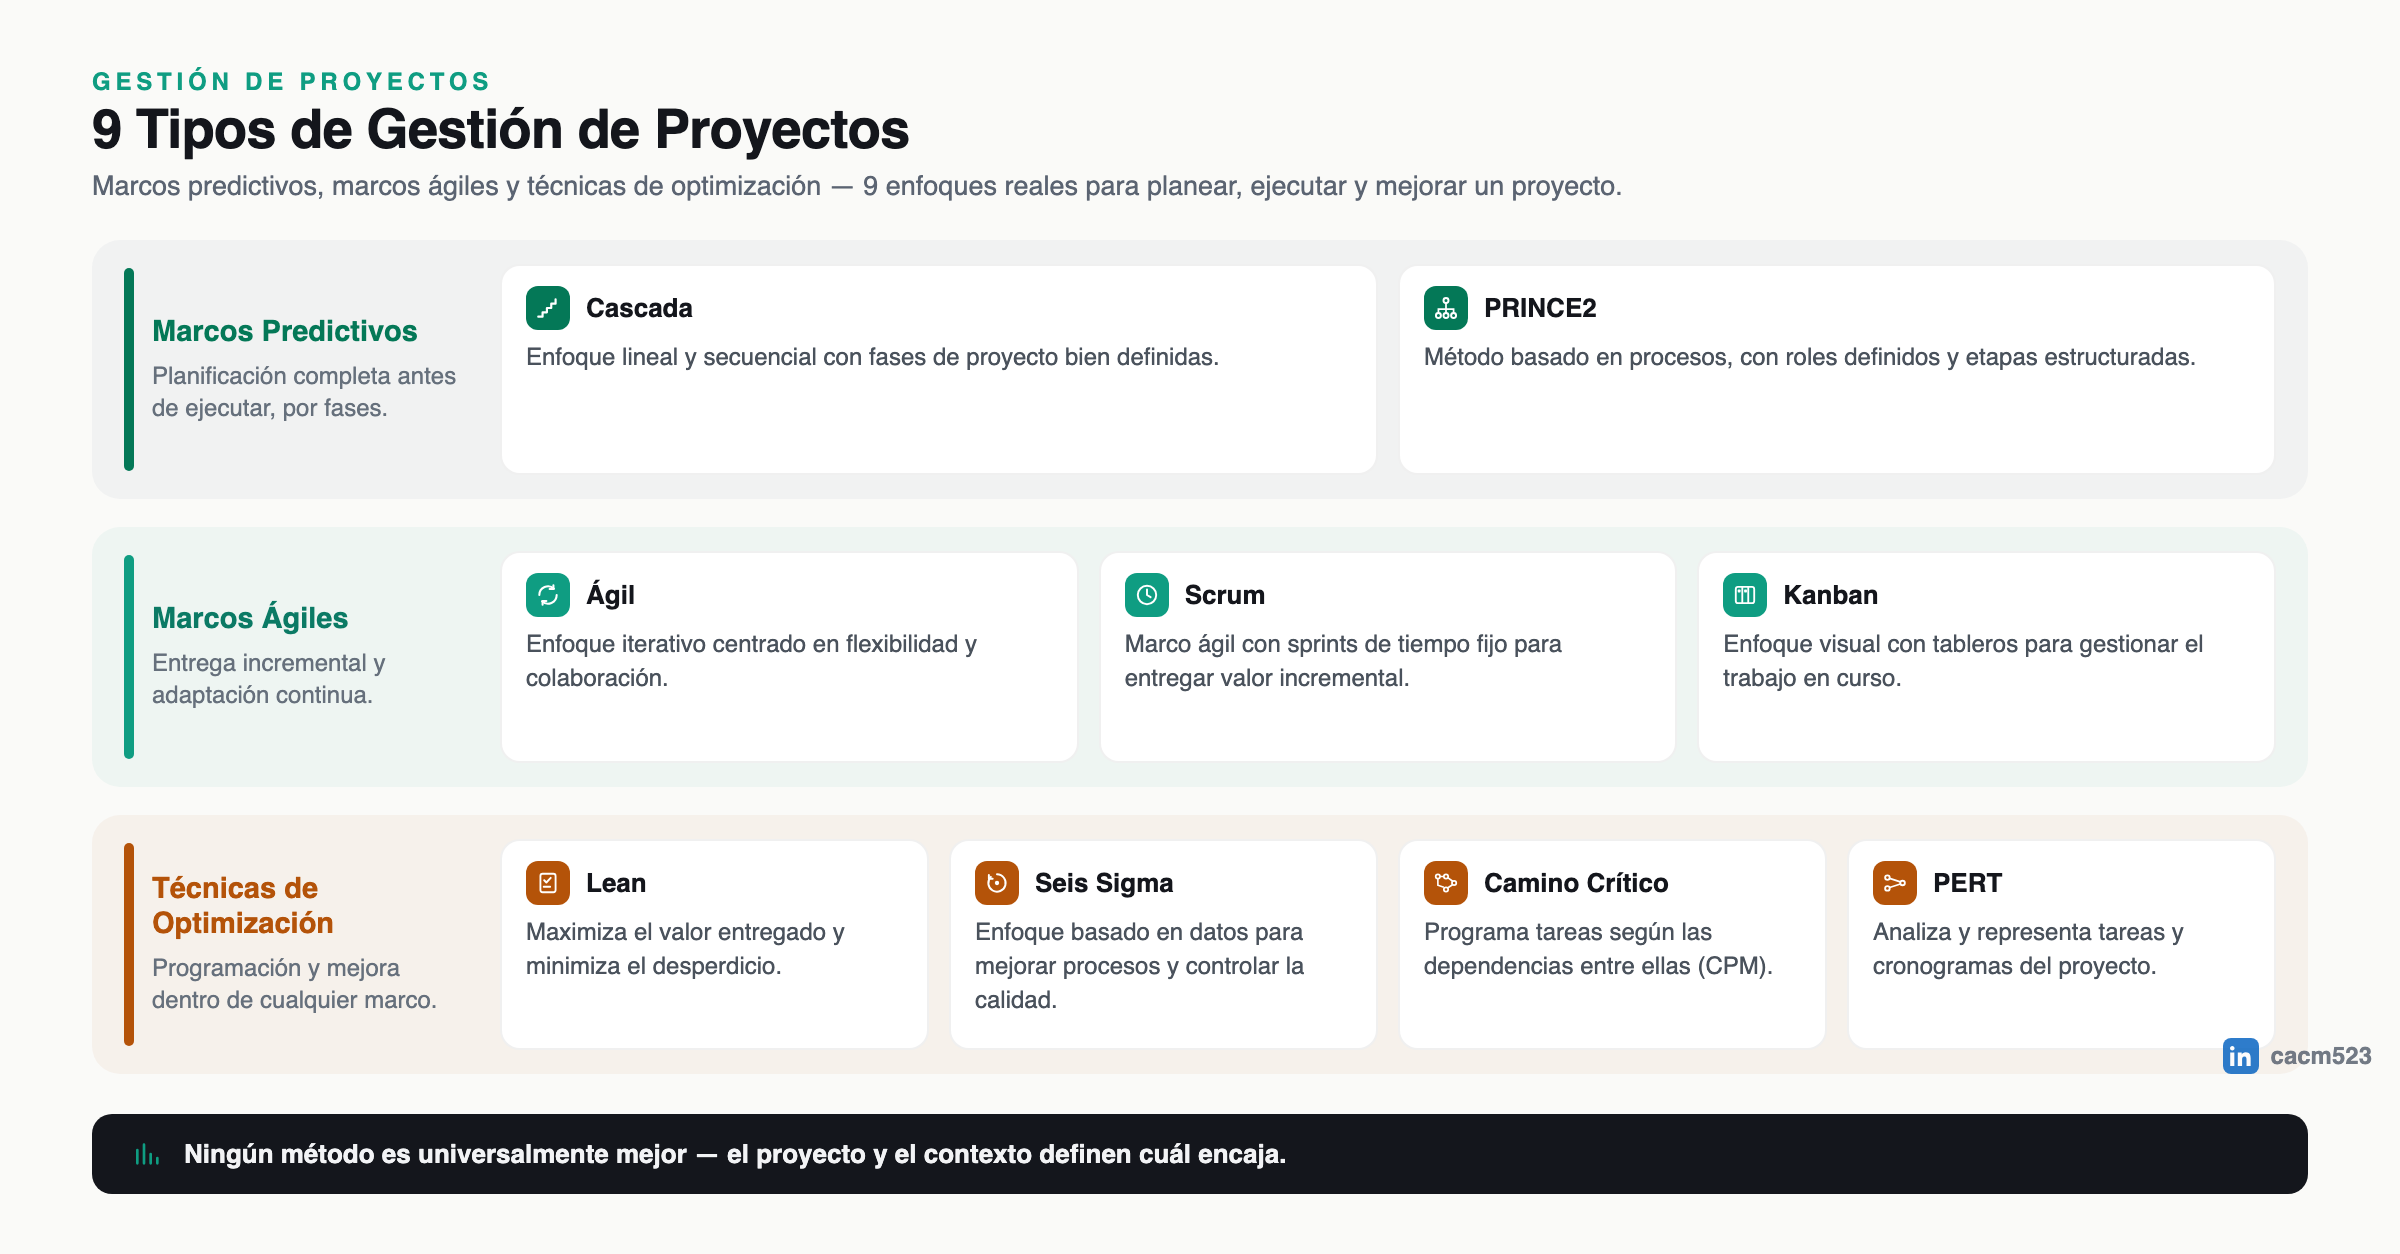 GESTIÓN DE PROYECTOS
9 Tipos de Gestión de Proyectos
Marcos predictivos, marcos ágiles y técnicas de optimización — 9 enfoques reales para planear, ejecutar y mejorar un proyecto.
Marcos Predictivos
Planificación completa antes
de ejecutar, por fases.
Cascada
Enfoque lineal y secuencial con fases de proyecto bien definidas.
PRINCE2
Método basado en procesos, con roles definidos y etapas estructuradas.
Marcos Ágiles
Entrega incremental y
adaptación continua.
Ágil
Enfoque iterativo centrado en flexibilidad y
colaboración.
Scrum
Marco ágil con sprints de tiempo fijo para
entregar valor incremental.
Kanban
Enfoque visual con tableros para gestionar el
trabajo en curso.
Técnicas de
Optimización
Programación y mejora
dentro de cualquier marco.
Lean
Maximiza el valor entregado y
minimiza el desperdicio.
Seis Sigma
Enfoque basado en datos para
mejorar procesos y controlar la
calidad.
Camino Crítico
Programa tareas según las
dependencias entre ellas (CPM).
PERT
Analiza y representa tareas y
cronogramas del proyecto.
in cacm523
Ningún método es universalmente mejor — el proyecto y el contexto definen cuál encaja.